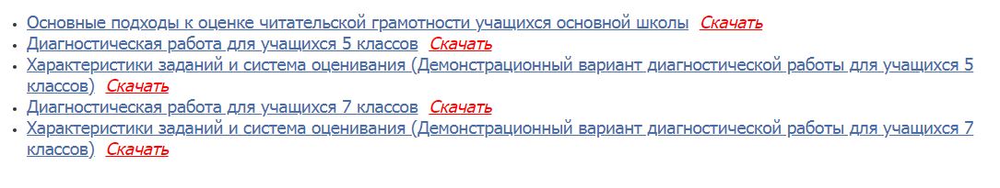 Основные подходы к оценке читательской грамотности учащихся основной школы Скачать
Диагностическая работа для учащихся 5 классов Скачать
Характеристики заданий и система оценивания (Демонстрационный вариант диагностической работы для учащихся 5
классов) Скачать
Диагностическая работа для учащихся 7 классов Скачать
Характеристики заданий и система оценивания (Демонстрационный вариант диагностической работы для учащихся 7
классов) Скачать